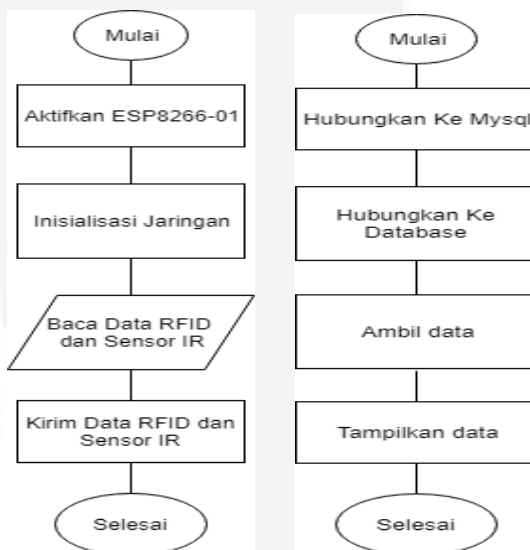 Mulai
Aktifkan ESP8266-01
Inisialisasi Jaringan
Baca Data RFID
dan Sensor IR
Kirim Data RFID dan
Sensor IR
Selesai
Mulai
Hubungkan Ke Mysql
Hubungkan Ke
Database
Ambil data
Tampilkan data
Selesai